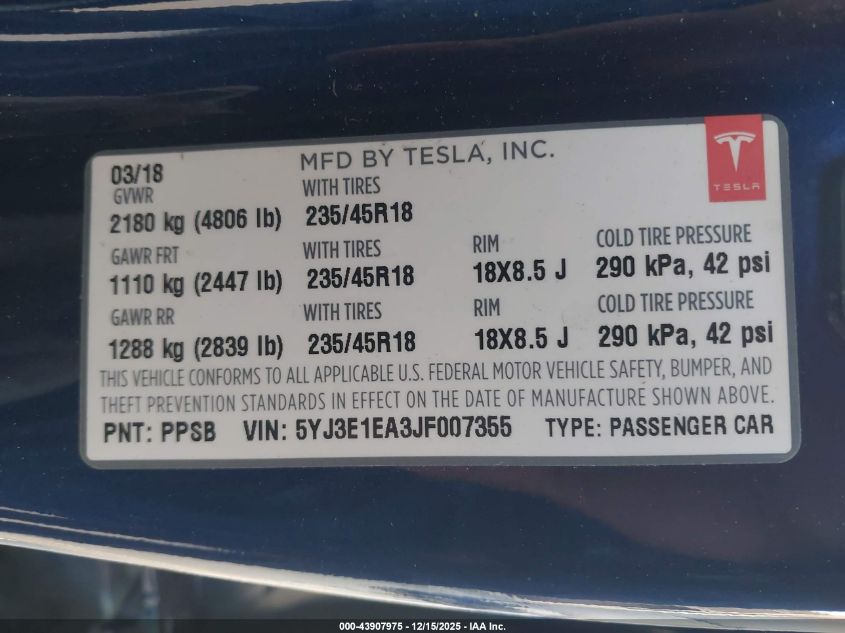 03/18
MFD BY TESLA, INC.
TESLA
GVWR
WITH TIRES
2180 kg (4806 lb) 235/45R18
GAWR FRT WITH TIRES RIM COLD TIRE PRESSURE
1110 kg (2447 lb) 235/45R18 18X8.5 J 290 kPa, 42 psi
GAWR RR WITH TIRES RIM COLD TIRE PRESSURE
1288 kg (2839 lb) 235/45R18 18X8.5 J 290 kPa, 42 psi
THIS VEHICLE CONFORMS TO ALL APPLICABLE U.S. FEDERAL MOTOR VEHICLE SAFETY, BUMPER, AND
THEFT PREVENTION STANDARDS IN EFFECT ON THE DATE OF MANUFACTURE SHOWN ABOVE.
PNT: PPSB VIN: 5YJ3E1EA3JF007355 TYPE: PASSENGER CAR
000-43907975 - 12/15/2025 - IAA Inc.